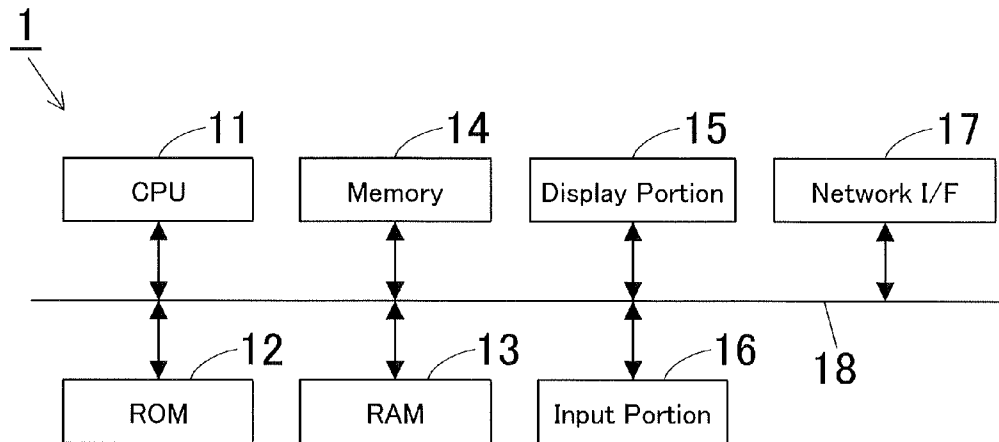 1
11 14 15 17
CPU Memory Display Portion Network I/F
12 13 16 18
ROM RAM Input Portion